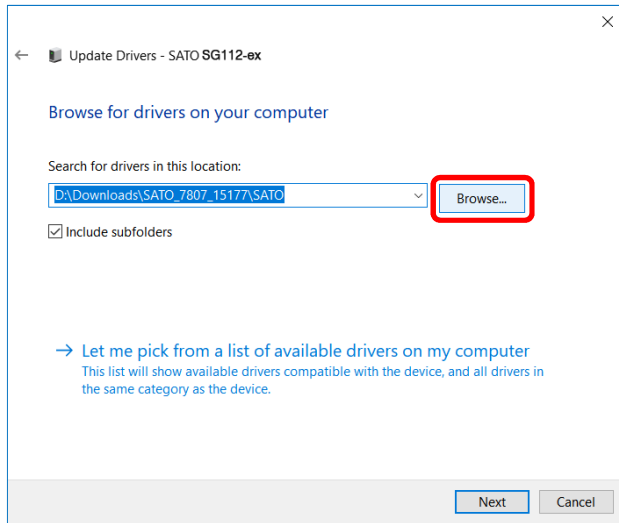 Update Drivers - SATO SG112-ex
Browse for drivers on your computer
Search for drivers in this location:
D:\Downloads\SATO_7807_15177\SATO
Browse...
Include subfolders
Let me pick from a list of available drivers on my computer
This list will show available drivers compatible with the device, and all drivers in
the same category as the device.
Next Cancel